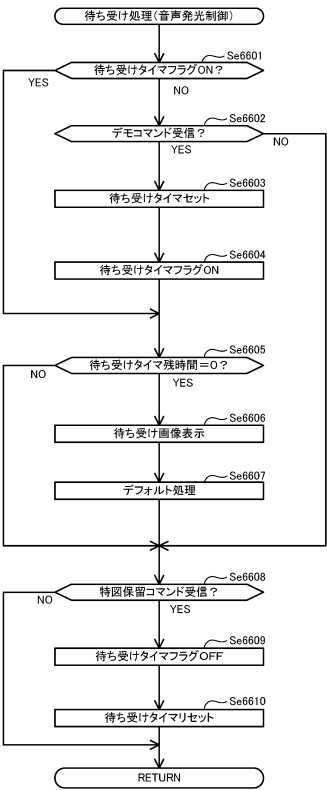 待ち受け処理(音声発光制御)
Se6601
待ち受けタイマフラグON?
YES
NO
Se6602
デモコマンド受信?
NO
YES
Se6603
待ち受けタイマセット
Se6604
待ち受けタイマフラグON
Se6605
待ち受けタイマ残時間=0?
NO
YES
Se6606
待ち受け画像表示
Se6607
デフォルト処理
Se6608
特図保留コマンド受信?
NO
YES
Se6609
待ち受けタイマフラグOFF
Se6610
待ち受けタイマリセット
RETURN